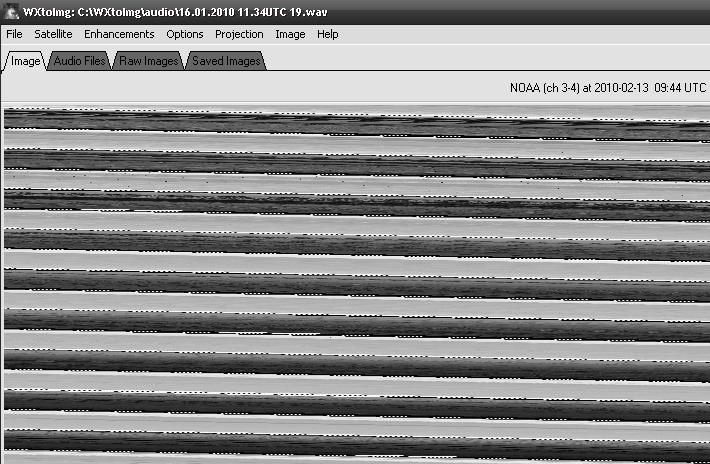 WXtoImg: C:\WXtoImg\audio\16.01.2010 11.34UTC 19.wav
File Satellite Enhancements Options Projection Image Help
Image Audio Files Raw Images Saved Images
NOAA (ch 3-4) at 2010-02-13 09:44 UTC